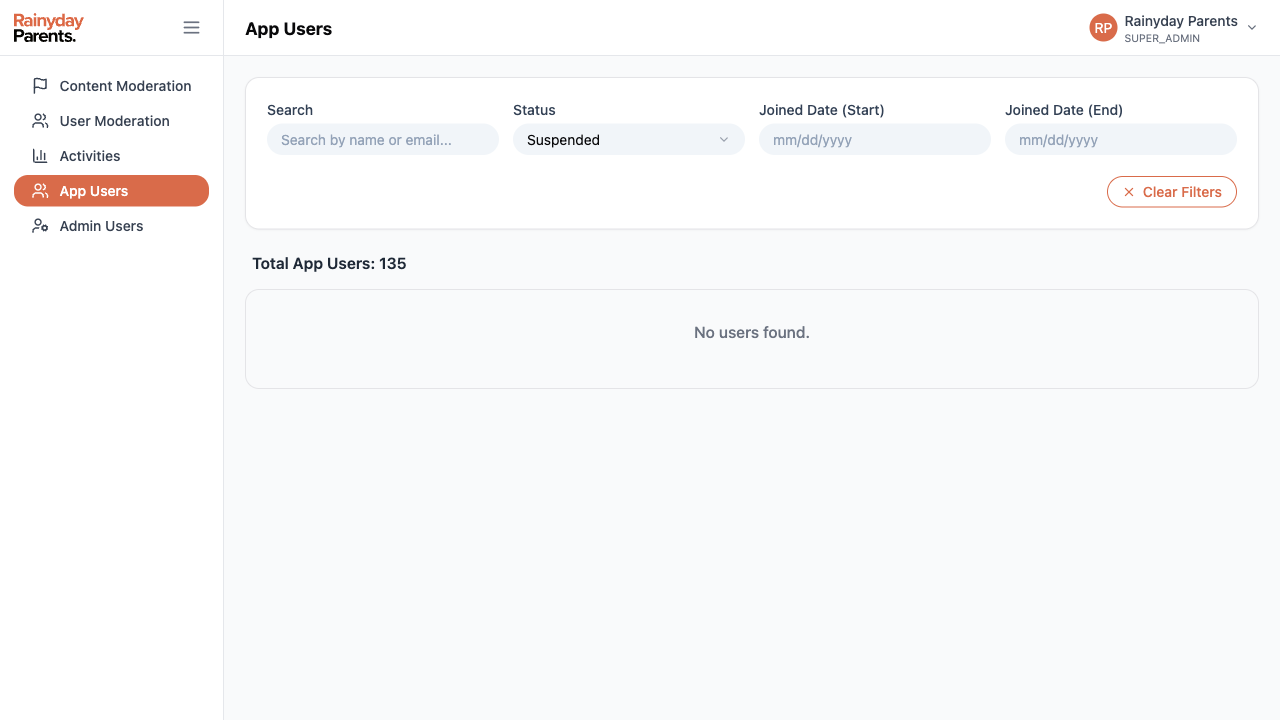 Rainyday
Parents.
Content Moderation
User Moderation
Activities
App Users
Admin Users
App Users
RP
Rainyday Parents
SUPER_ADMIN
Search
Search by name or email...
Status
Suspended
Joined Date (Start)
mm/dd/yyyy
Joined Date (End)
mm/dd/yyyy
Clear Filters
Total App Users: 135
No users found.